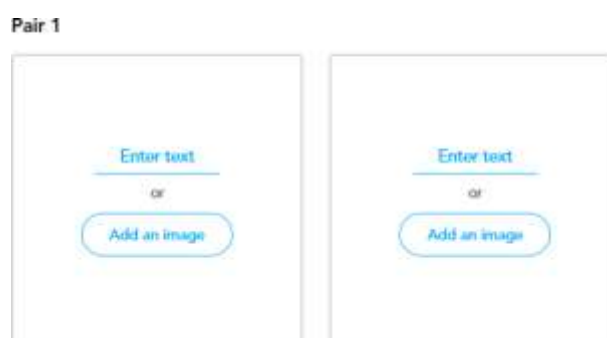 Pair 1
Enter text
or
Add an image
Enter text
or
Add an image